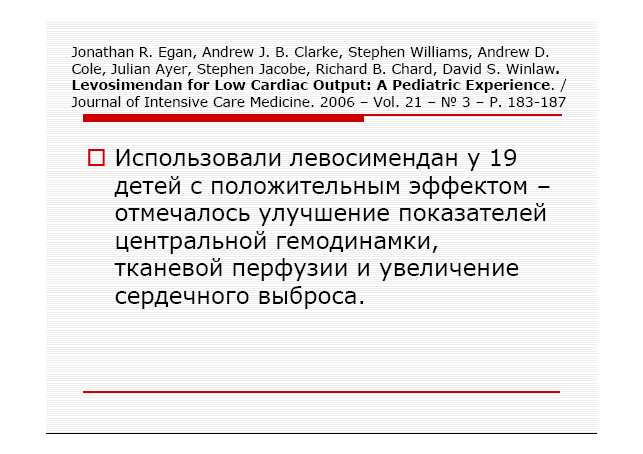 Jonathan R. Egan, Andrew J. B. Clarke, Stephen Williams, Andrew D.
Cole, Julian Ayer, Stephen Jacobe, Richard B. Chard, David S. Winlaw.
Levosimendan for Low Cardiac Output: A Pediatric Experience. /
Journal of Intensive Care Medicine. 2006 – Vol. 21 – № 3 – P. 183-187
Использовали левосимендан у 19
детей с положительным эффектом –
отмечалось улучшение показателей
центральной гемодинамки,
тканевой перфузии и увеличение
сердечного выброса.